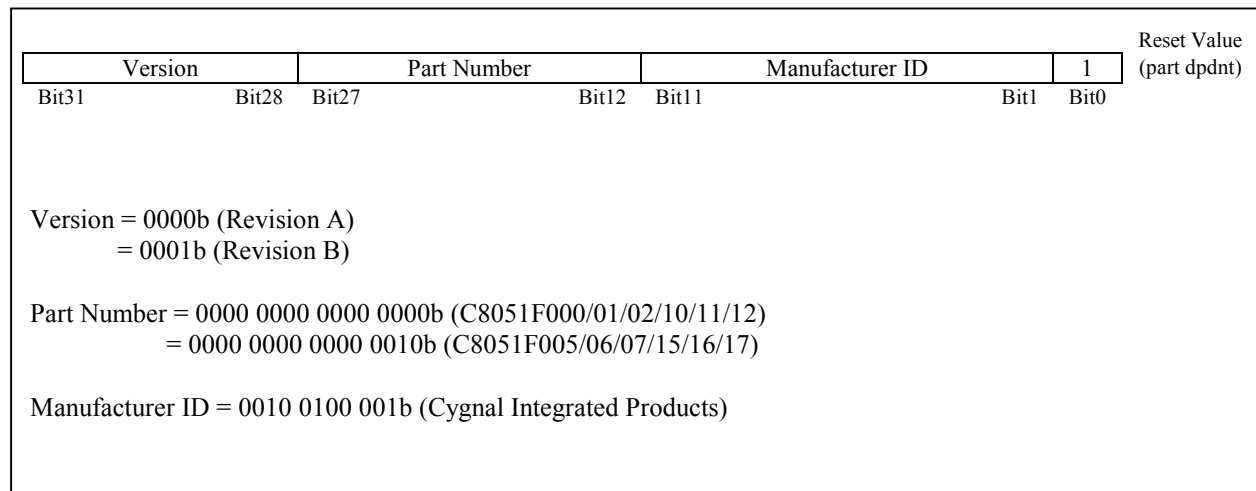 Reset Value
Version Part Number Manufacturer ID 1 (part dpdnt)
Bit31 Bit28 Bit27 Bit12 Bit11 Bit1 Bit0
Version = 0000b (Revision A)
= 0001b (Revision B)
Part Number = 0000 0000 0000 0000b (C8051F000/01/02/10/11/12)
= 0000 0000 0000 0010b (C8051F005/06/07/15/16/17)
Manufacturer ID = 0010 0100 001b (Cygnal Integrated Products)